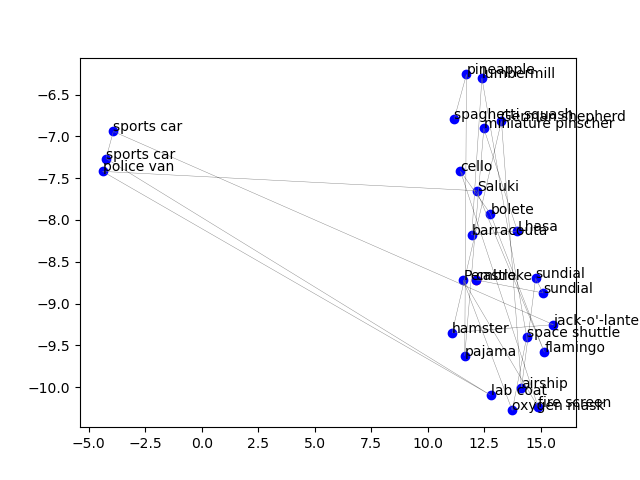 pineapple
lumbermill
spaghetti squash
German shepherd
miniature pinscher
sports car
sports car
police van
cello
Saluki
bolete
Lhasa
barracouta
castle
sundial
sundial
jack-o'-lante
hamster
space shuttle
pajama
flamingo
airship
lab coat
fire screen
oxygen mask
−6.5
−7.0
−7.5
−8.0
−8.5
−9.0
−9.5
−10.0
−5.0
−2.5
0.0
2.5
5.0
7.5
10.0
12.5
15.0